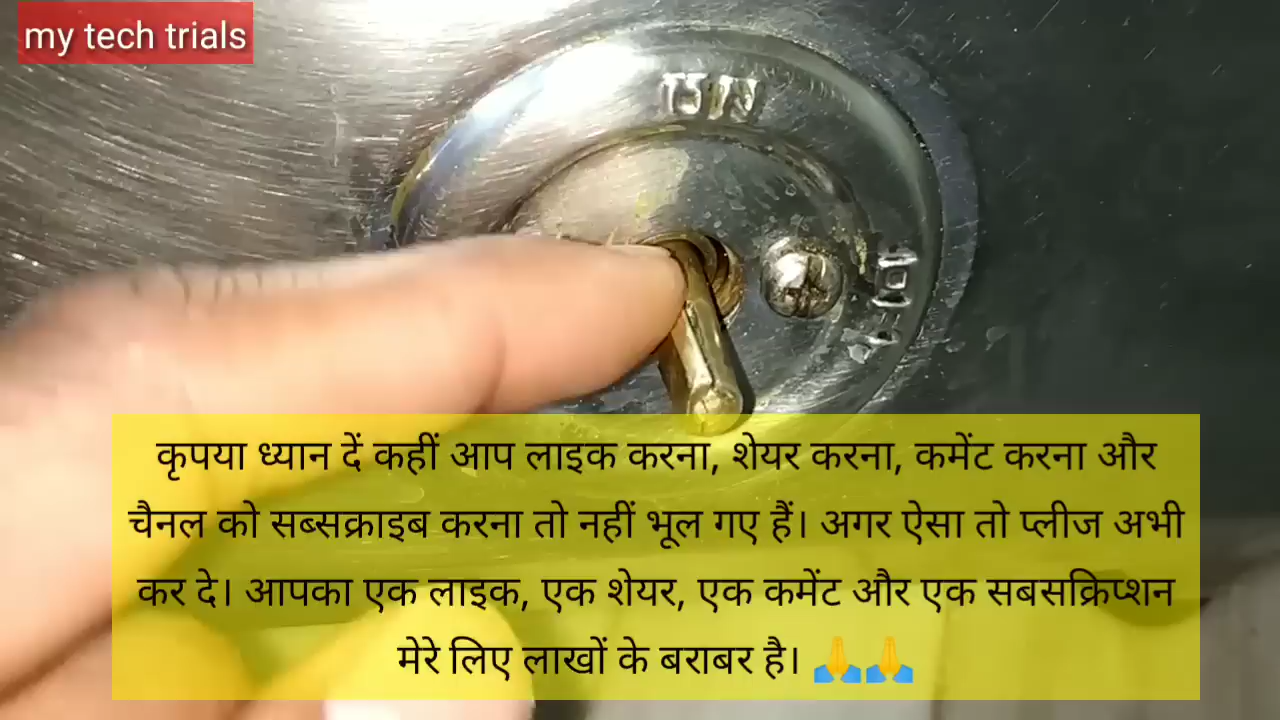 my tech trials
कृपया ध्यान दें कहीं आप लाइक करना, शेयर करना, कमेंट करना और
चैनल को सब्सक्राइब करना तो नहीं भूल गए हैं। अगर ऐसा तो प्लीज अभी
कर दे। आपका एक लाइक, एक शेयर, एक कमेंट और एक सबसक्रिप्शन
मेरे लिए लाखों के बराबर है। 🙏🙏